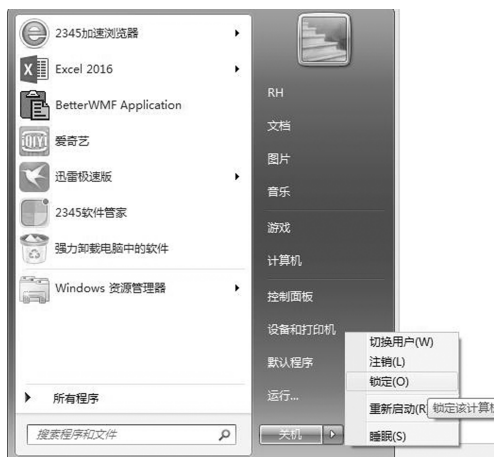 2345加速浏览器
Excel 2016
BetterWMF Application
爱奇艺
迅雷极速版
2345软件管家
强力卸载电脑中的软件
Windows 资源管理器
所有程序
搜索程序和文件
RH
文档
图片
音乐
游戏
计算机
控制面板
设备和打印机
默认程序
运行...
关机
切换用户(W)
注销(L)
锁定(O)
重新启动(R
锁定该计算机
睡眠(S)